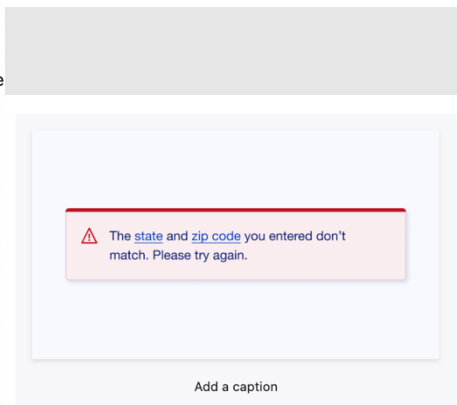 e
The state and zip code you entered don’t
match. Please try again.
Add a caption